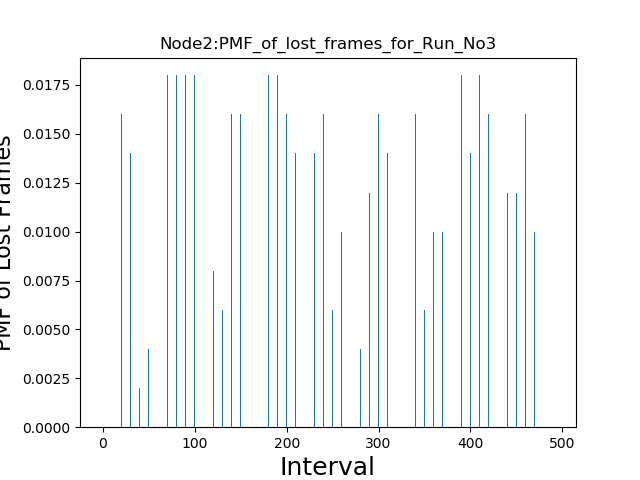 Node2:PMF_of_lost_frames_for_Run_No3
0.0175
0.0150
0.0125
0.0100
0.0075
0.0050
0.0025
0.0000
PMF of Lost Frames
0 100 200 300 400 500
Interval